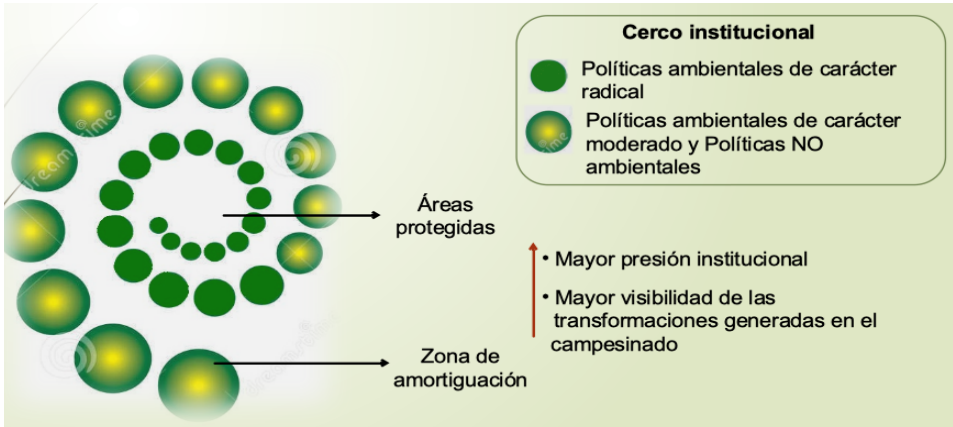 Cerco institucional
Políticas ambientales de carácter
radical
Políticas ambientales de carácter
moderado y Políticas NO
ambientales
Áreas
protegidas
• Mayor presión institucional
• Mayor visibilidad de las
transformaciones generadas en el
campesinado
Zona de
amortiguación